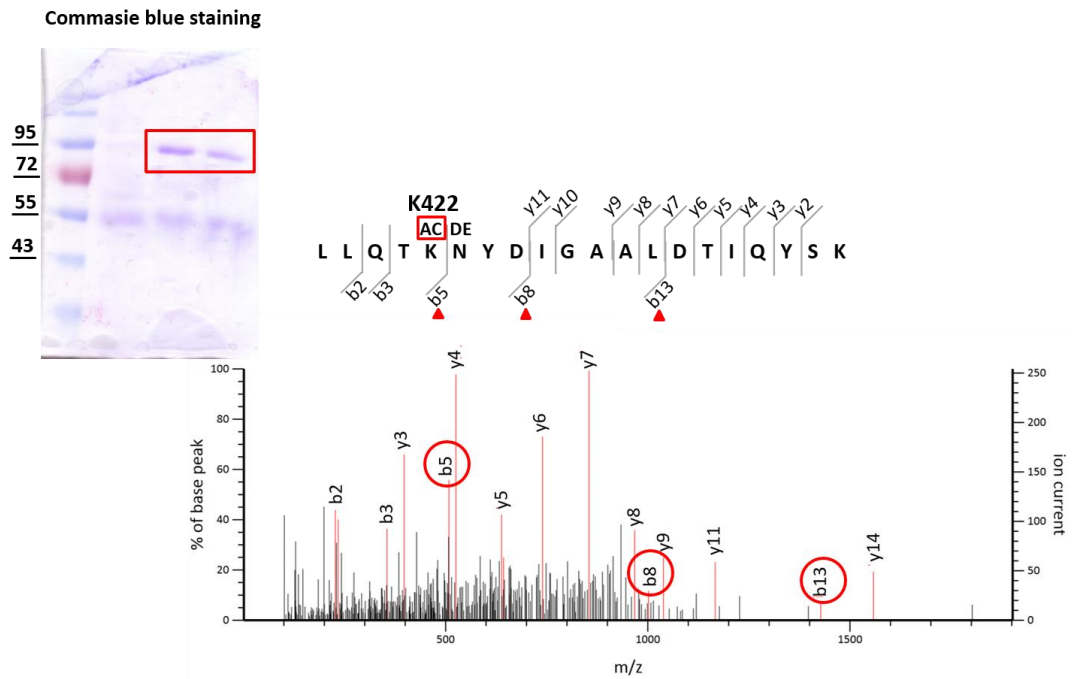 Commasie blue staining
95
72
55
43
K422
AC DE
y11 y10 y9 y8 y7 y6 y5 y4 y3 y2
L L Q T K N Y D I G A A L D T I Q Y S K
b2 b3 b5 b8 b13
% of base peak
100
80
60
40
20
0
b2
b3
y3
b5
y4
y5
y6
y7
y8
b8
y9
y11
b13
y14
500
1000
1500
m/z
250
200
150
100
50
0
ion current